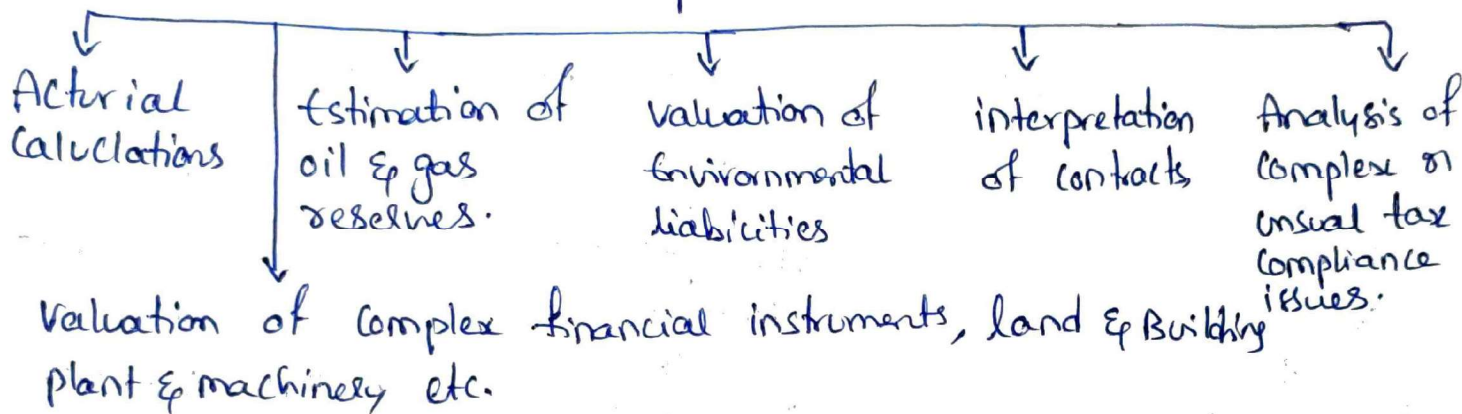 Acturial
Caluclations
Estimation of
oil & gas
reserves.
valuation of
Environmental
liabilities
interpretation
of contracts
Analysis of
Complex or
unsual tax
Compliance
issues.
Valuation of Complex financial instruments, land & Building
plant & machinery etc.